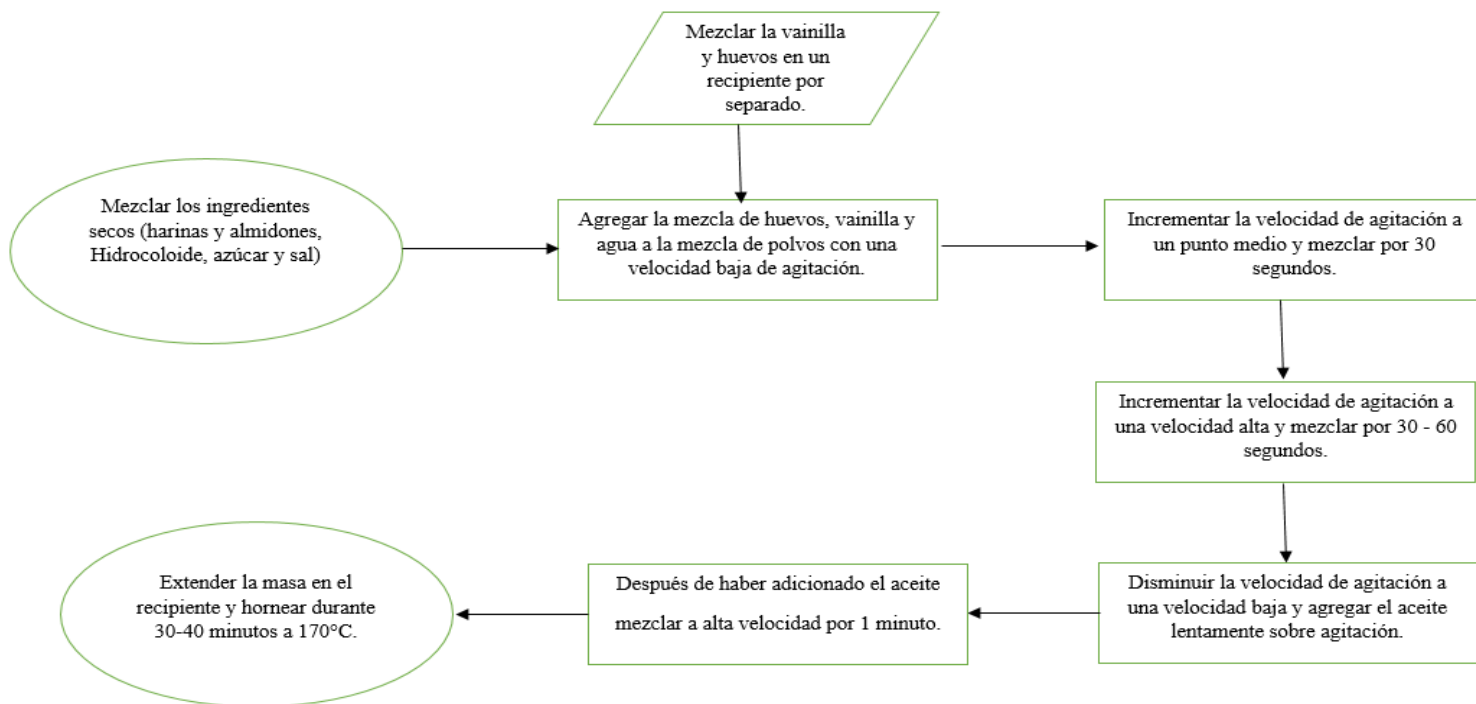 Mezclar la vainilla
y huevos en un
recipiente por
separado.
Mezclar los ingredientes
secos (harinas y almidones,
Hidrocoloide, azúcar y sal)
Agregar la mezcla de huevos, vainilla y
agua a la mezcla de polvos con una
velocidad baja de agitación.
Incrementar la velocidad de agitación a
un punto medio y mezclar por 30
segundos.
Incrementar la velocidad de agitación a
una velocidad alta y mezclar por 30 - 60
segundos.
Disminuir la velocidad de agitación a
una velocidad baja y agregar el aceite
lentamente sobre agitación.
Después de haber adicionado el aceite
mezclar a alta velocidad por 1 minuto.
Extender la masa en el
recipiente y hornear durante
30-40 minutos a 170°C.